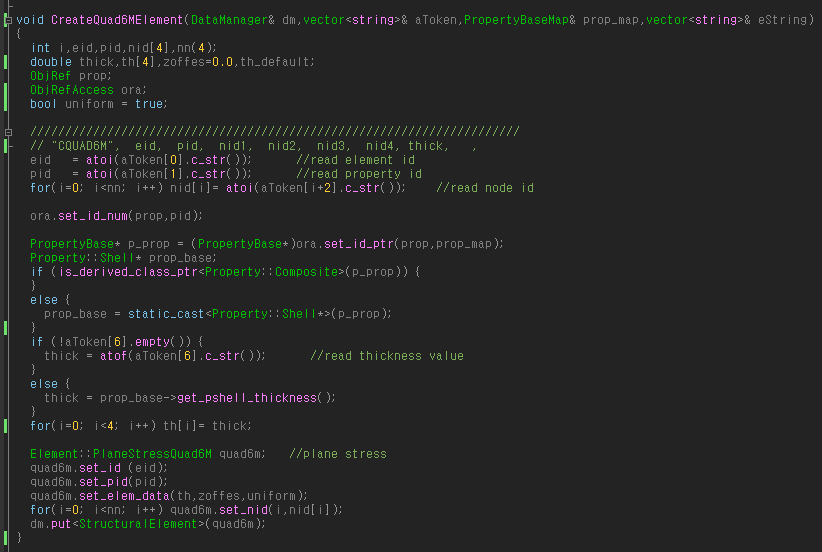 void CreateQuad6MElement(DataManager& dm,vector<string>& aToken,PropertyBaseMap& prop_map,vector<string>& eString)
{
  int i,eid,pid,nid[4],nn(4);
  double thick,th[4],zoffes=0.0,th_default;
  ObjRef prop;
  ObjRefAccess ora;
  bool uniform = true;

  //////////////////////////////////////////////////////////////////////
  // "CQUAD6M",  eid,  pid,  nid1,  nid2,  nid3,  nid4, thick,   ,
  eid   = atoi(aToken[0].c_str());      //read element id
  pid   = atoi(aToken[1].c_str());      //read property id
  for(i=0; i<nn; i++) nid[i]= atoi(aToken[i+2].c_str());    //read node id

  ora.set_id_num(prop,pid);

  PropertyBase* p_prop = (PropertyBase*)ora.set_id_ptr(prop,prop_map);
  Property::Shell* prop_base;
  if (is_derived_class_ptr<Property::Composite>(p_prop)) {
  }
  else {
    prop_base = static_cast<Property::Shell*>(p_prop);
  }
  if (!aToken[6].empty()) {
    thick = atof(aToken[6].c_str());      //read thickness value
  }
  else {
    thick = prop_base->get_pshell_thickness();
  }
  for(i=0; i<4; i++) th[i]= thick;

  Element::PlaneStressQuad6M quad6m;   //plane stress
  quad6m.set_id (eid);
  quad6m.set_pid(pid);
  quad6m.set_elem_data(th,zoffes,uniform);
  for(i=0; i<nn; i++) quad6m.set_nid(i,nid[i]);
  dm.put<StructuralElement>(quad6m);
}